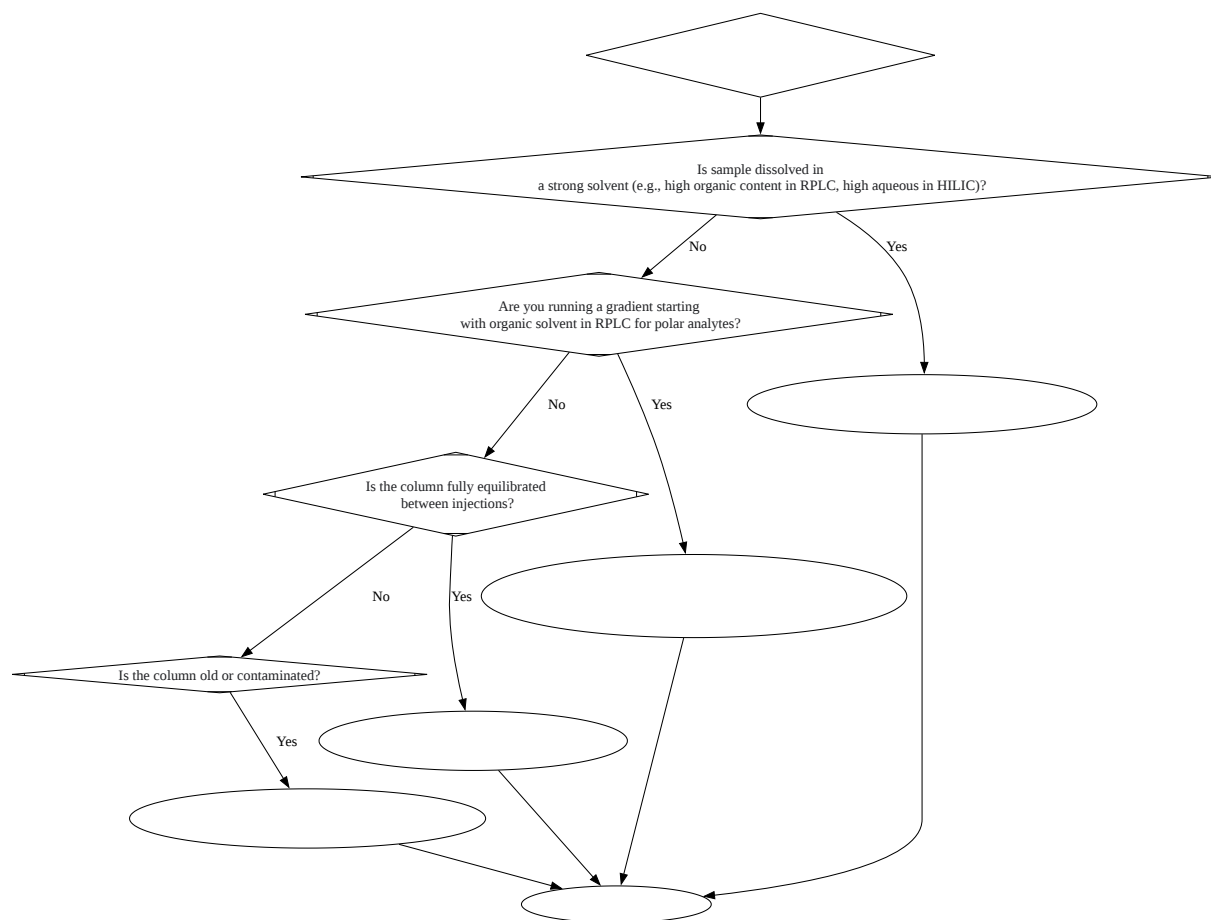 Is sample dissolved in
a strong solvent (e.g., high organic content in RPLC, high aqueous in HILIC)?
No
Yes
Are you running a gradient starting
with organic solvent in RPLC for polar analytes?
No
Yes
Is the column fully equilibrated
between injections?
No
Yes
Is the column old or contaminated?
Yes